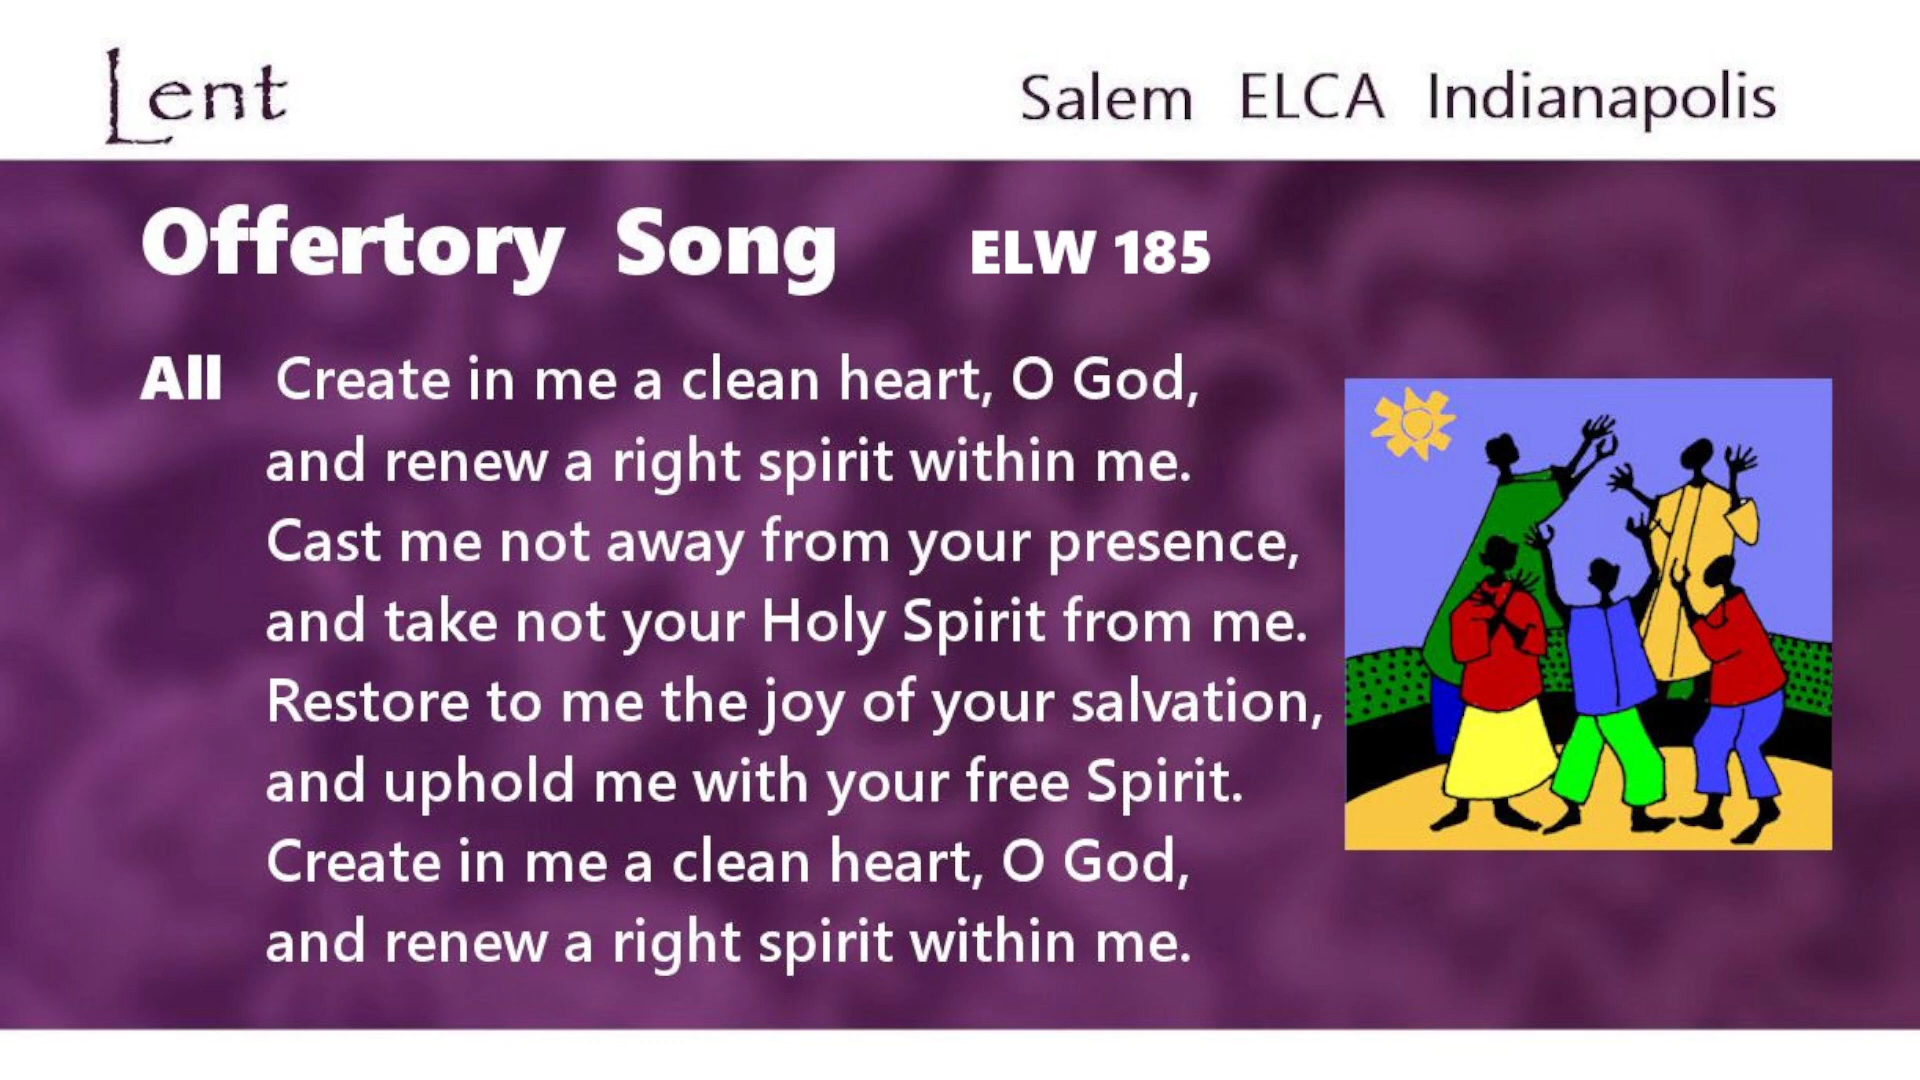 Lent
Salem ELCA Indianapolis
Offertory Song ELW 185
All Create in me a clean heart, O God,
and renew a right spirit within me.
Cast me not away from your presence,
and take not your Holy Spirit from me.
Restore to me the joy of your salvation,
and uphold me with your free Spirit.
Create in me a clean heart, O God,
and renew a right spirit within me.